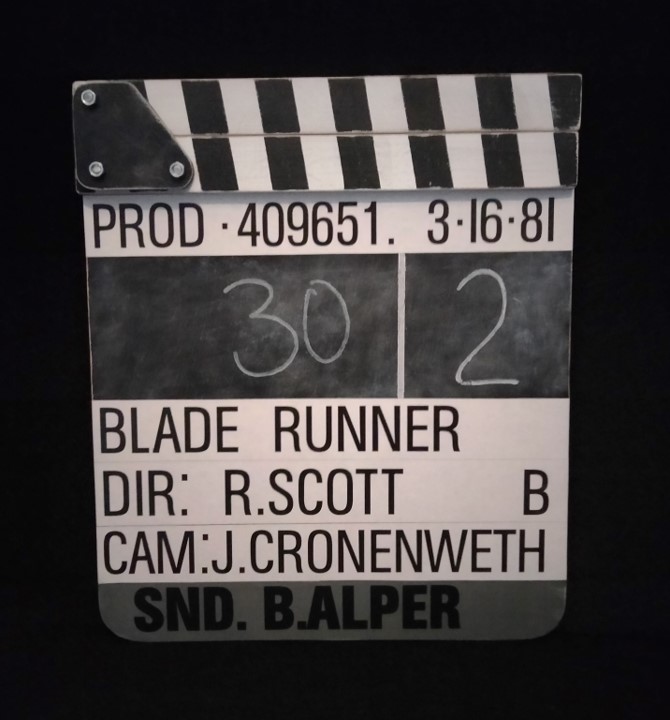 PROD ·409651. 3·16·81
30 2
BLADE RUNNER
DIR: R.SCOTT B
CAM:J.CRONENWETH
SND. B.ALPER